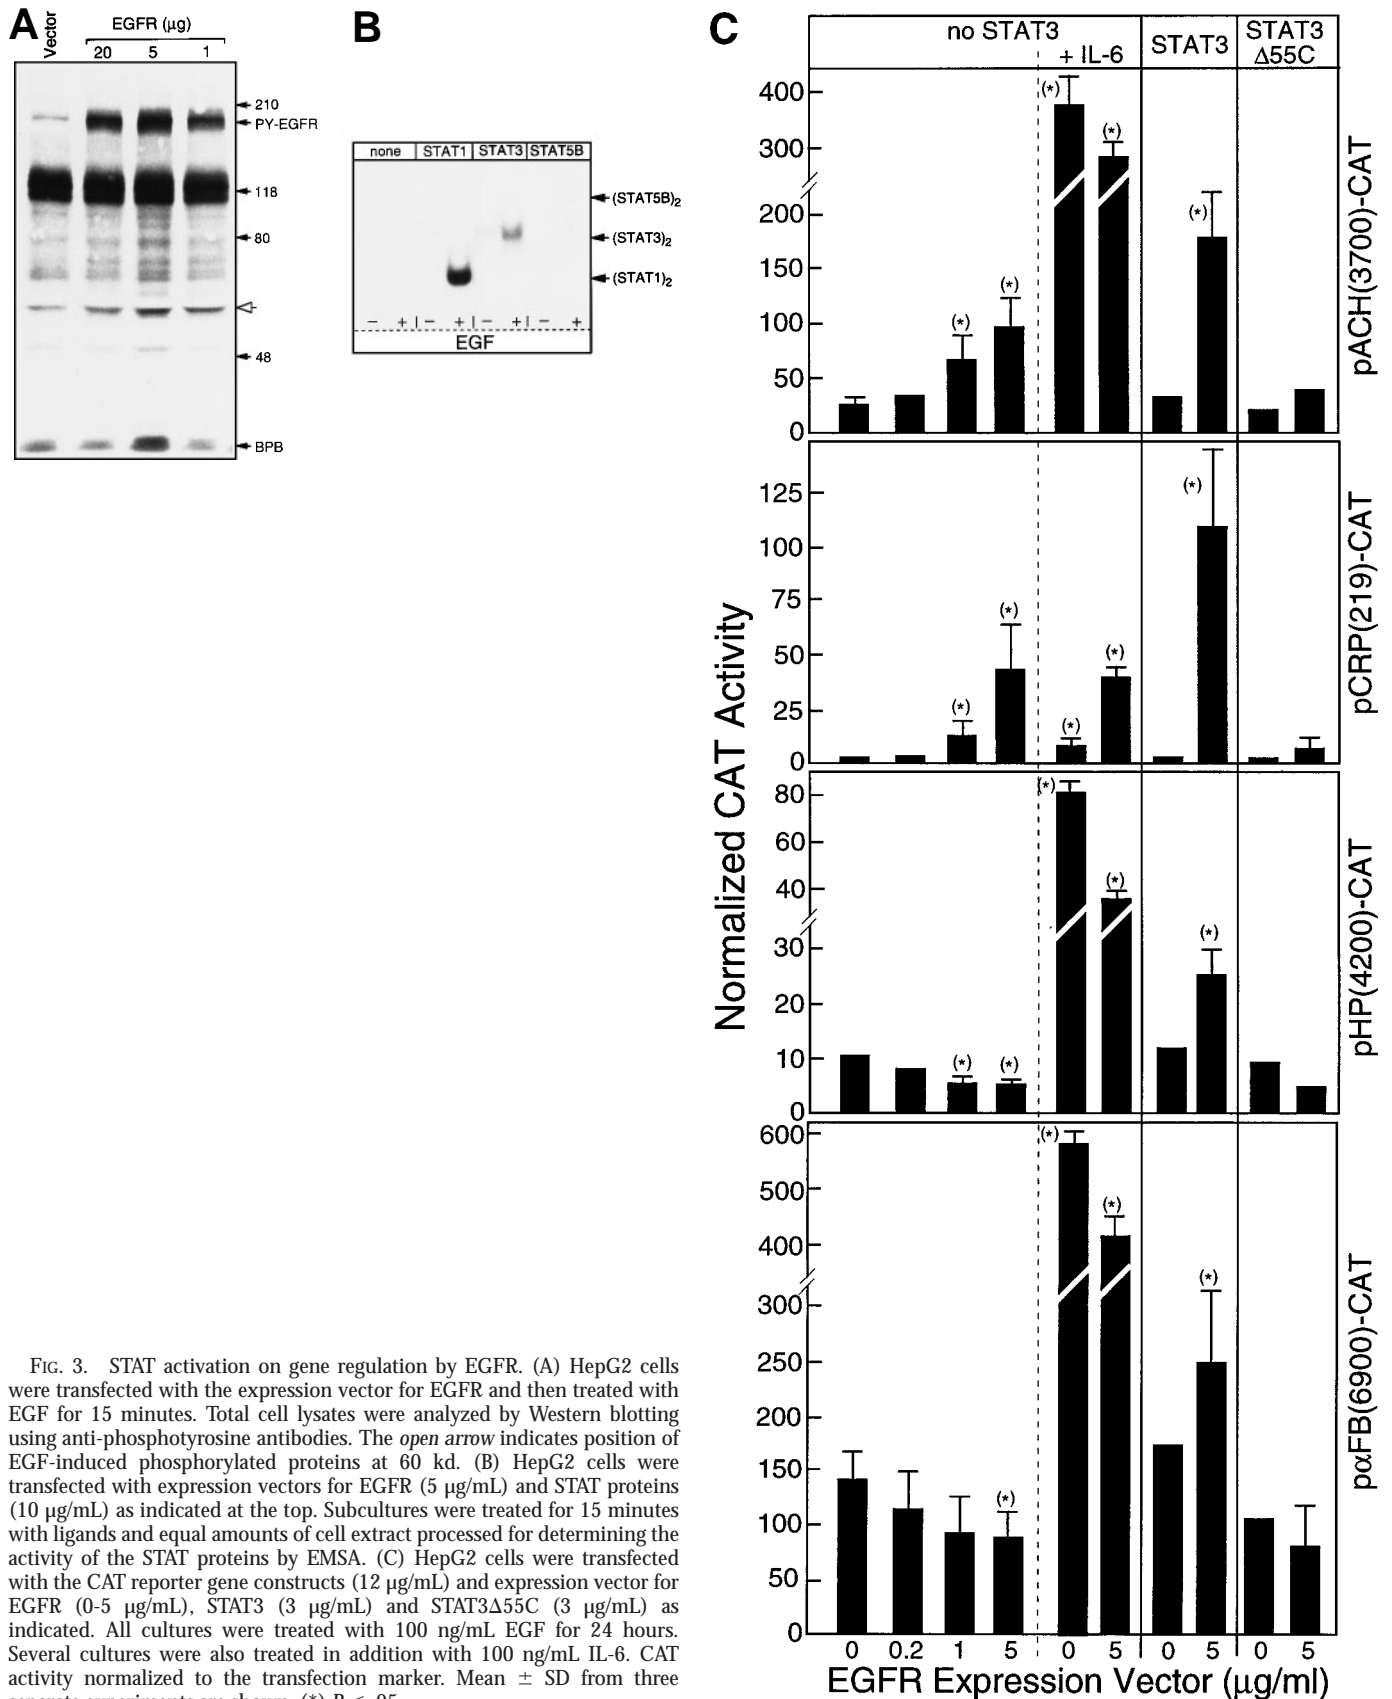 A
Vector
EGFR (μg)
20 5 1
210
PY-EGFR
118
80
48
BPB
B
none STAT1 STAT3 STAT5B
(STAT5B)2
(STAT3)2
(STAT1)2
– + – + – + – +
EGF
C
no STAT3
+ IL-6
STAT3
STAT3
Δ55C
Normalized CAT Activity
400
300
200
150
100
50
0
(*) (*) (*) (*) (*)
pACH(3700)-CAT
125
100
75
50
25
0
(*) (*) (*) (*) (*)
pCRP(219)-CAT
80
60
40
30
20
10
0
(*) (*) (*) (*) (*)
pHP(4200)-CAT
600
500
400
300
250
200
150
100
50
0
(*) (*) (*) (*)
pαFB(6900)-CAT
0 0.2 1 5 0 5 0 5 0 5
EGFR Expression Vector (μg/ml)
FIG. 3. STAT activation on gene regulation by EGFR. (A) HepG2 cells
were transfected with the expression vector for EGFR and then treated with
EGF for 15 minutes. Total cell lysates were analyzed by Western blotting
using anti-phosphotyrosine antibodies. The open arrow indicates position of
EGF-induced phosphorylated proteins at 60 kd. (B) HepG2 cells were
transfected with expression vectors for EGFR (5 μg/mL) and STAT proteins
(10 μg/mL) as indicated at the top. Subcultures were treated for 15 minutes
with ligands and equal amounts of cell extract processed for determining the
activity of the STAT proteins by EMSA. (C) HepG2 cells were transfected
with the CAT reporter gene constructs (12 μg/mL) and expression vector for
EGFR (0-5 μg/mL), STAT3 (3 μg/mL) and STAT3Δ55C (3 μg/mL) as
indicated. All cultures were treated with 100 ng/mL EGF for 24 hours.
Several cultures were also treated in addition with 100 ng/mL IL-6. CAT
activity normalized to the transfection marker. Mean ± SD from three